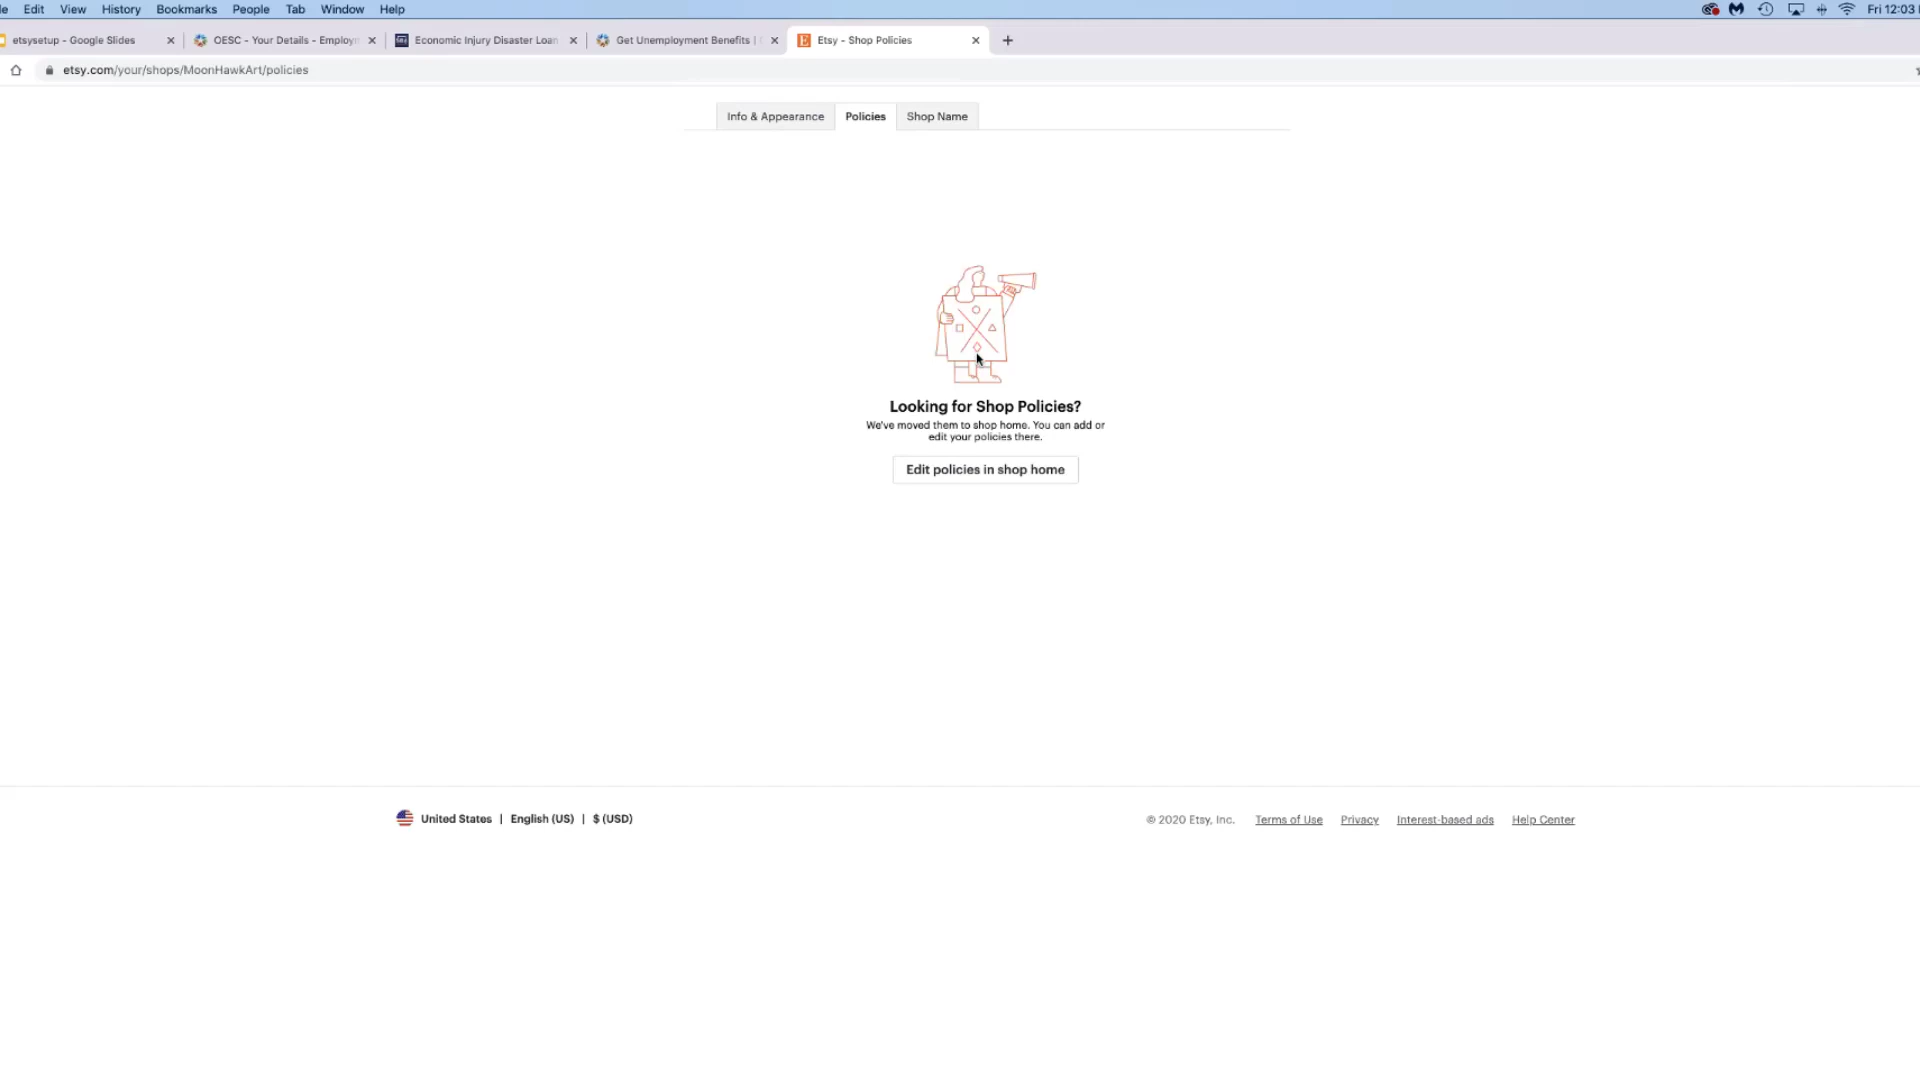 Edit View History Bookmarks People Tab Window Help Fri 12:03
etsysetup - Google Slides OESC - Your Details - Employm Economic Injury Disaster Loan Get Unemployment Benefits | Etsy - Shop Policies
etsy.com/your/shops/MoonHawkArt/policies
Info & Appearance Policies Shop Name
Looking for Shop Policies?
We've moved them to shop home. You can add or
edit your policies there.
Edit policies in shop home
United States | English (US) | $ (USD) © 2020 Etsy, Inc. Terms of Use Privacy Interest-based ads Help Center